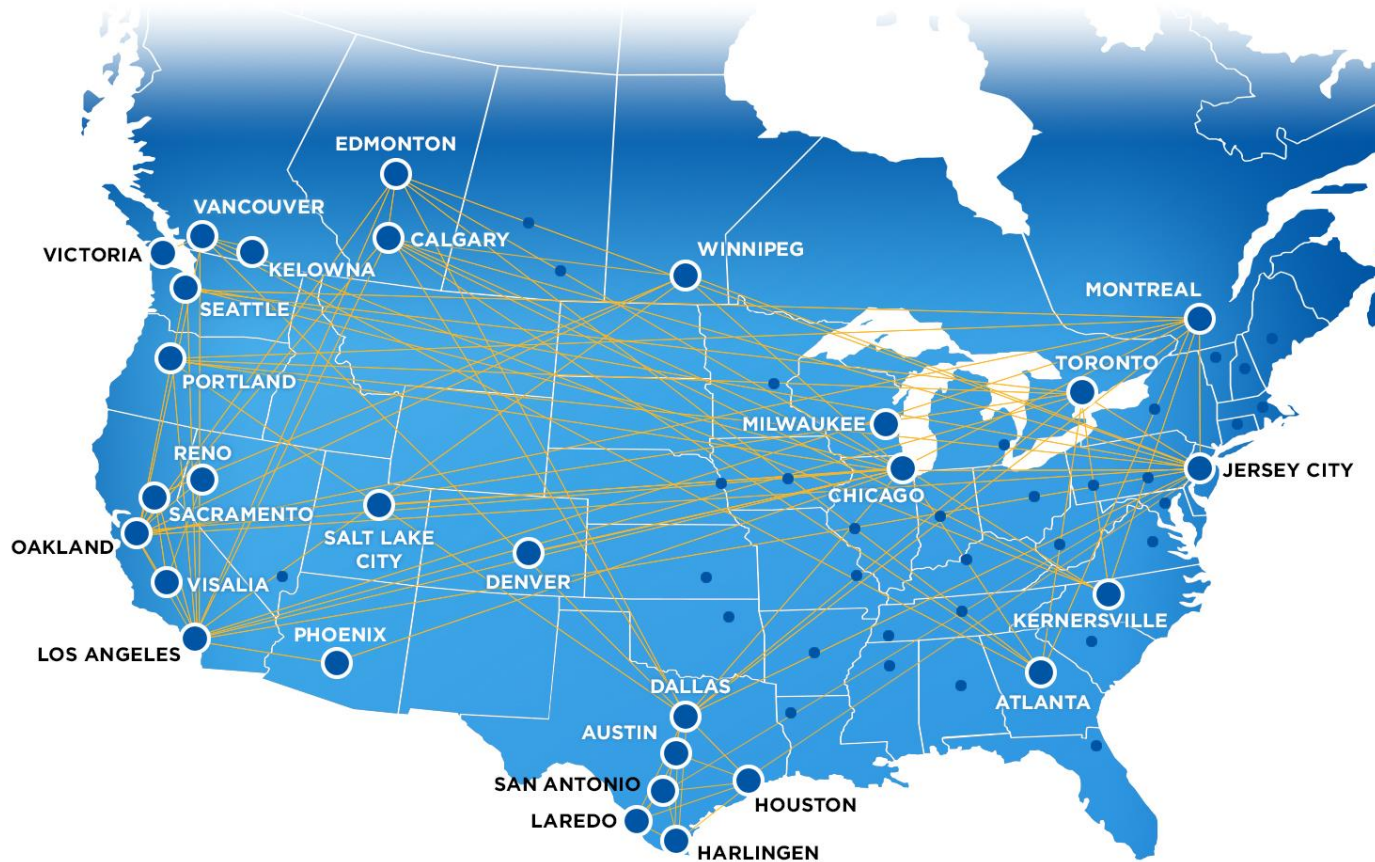 EDMONTON
VANCOUVER
CALGARY
VICTORIA
KELOWNA
WINNIPEG
SEATTLE
MONTREAL
TORONTO
PORTLAND
MILWAUKEE
RENO
JERSEY CITY
CHICAGO
SACRAMENTO
OAKLAND
SALT LAKE
CITY
DENVER
VISALIA
KERNERSVILLE
PHOENIX
LOS ANGELES
DALLAS
ATLANTA
AUSTIN
SAN ANTONIO
HOUSTON
LAREDO
HARLINGEN